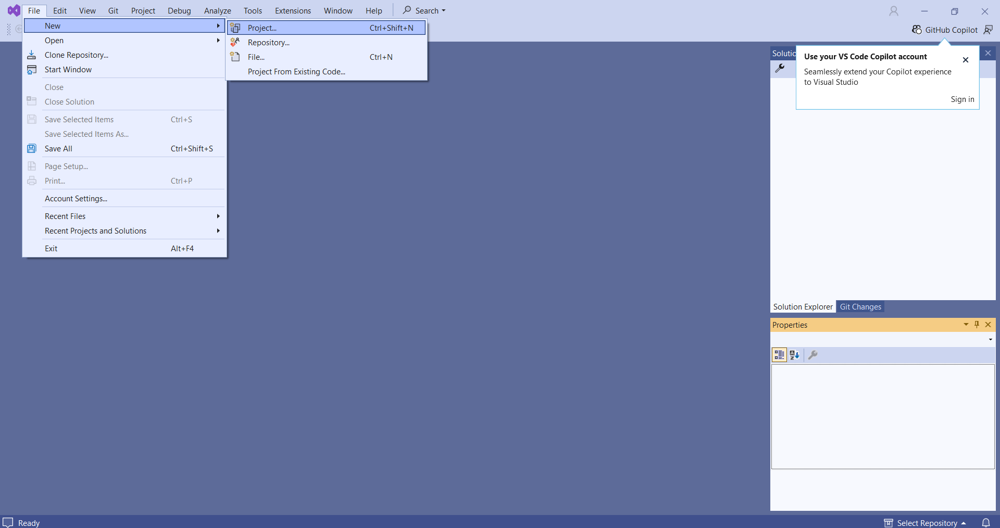 File Edit View Git Project Debug Analyze Tools Extensions Window Help Search
New
Open
Clone Repository...
Start Window
Close
Close Solution
Save Selected Items Ctrl+S
Save Selected Items As...
Save All Ctrl+Shift+S
Page Setup...
Print... Ctrl+P
Account Settings...
Recent Files
Recent Projects and Solutions
Exit Alt+F4
Project... Ctrl+Shift+N
Repository...
File... Ctrl+N
Project From Existing Code...
GitHub Copilot
Use your VS Code Copilot account
Seamlessly extend your Copilot experience
to Visual Studio
Sign in
Solution Explorer Git Changes
Properties
Ready
Select Repository